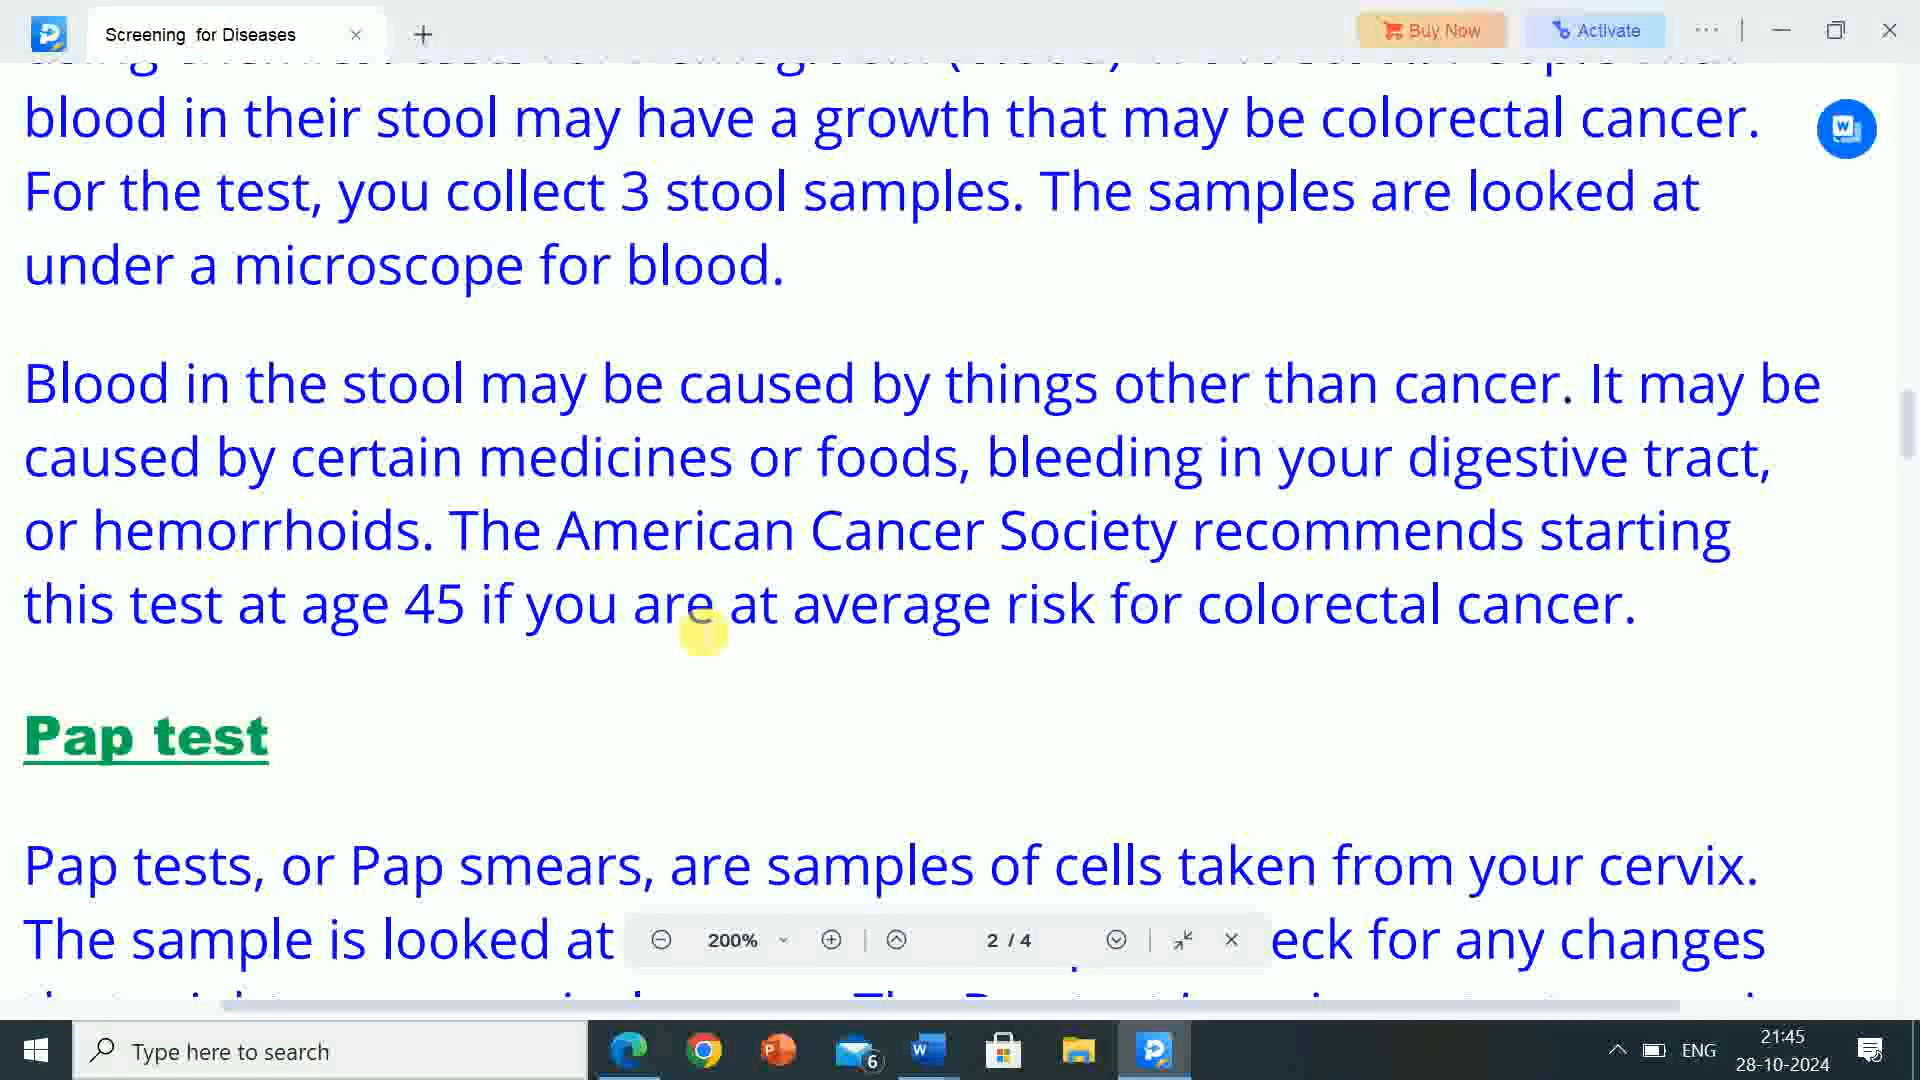 Screening for Diseases
Buy Now
Activate
blood in their stool may have a growth that may be colorectal cancer.
For the test, you collect 3 stool samples. The samples are looked at
under a microscope for blood.
Blood in the stool may be caused by things other than cancer. It may be
caused by certain medicines or foods, bleeding in your digestive tract,
or hemorrhoids. The American Cancer Society recommends starting
this test at age 45 if you are at average risk for colorectal cancer.
Pap test
Pap tests, or Pap smears, are samples of cells taken from your cervix.
The sample is looked at eck for any changes
200%
2 / 4
Type here to search
6
ENG
21:45
28-10-2024